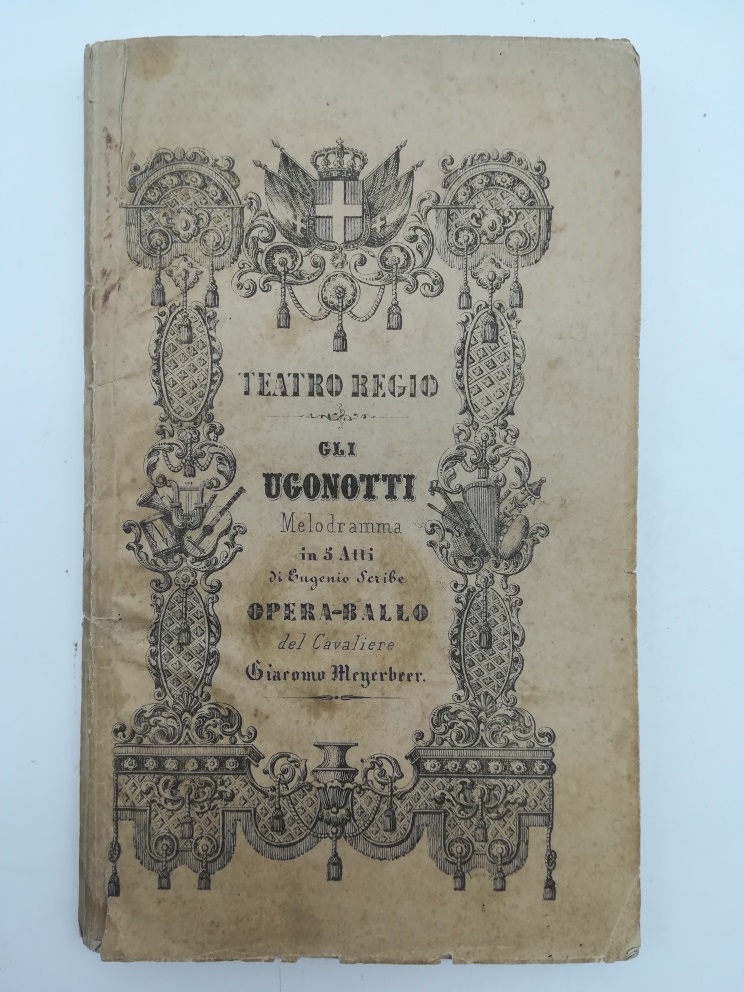 TEATRO REGIO
GLI
UGONOTTI
Melodramma
in 5 Atti
di Eugenio Scribe
OPERA-BALLO
del Cavaliere
Giacomo Meyerbeer.